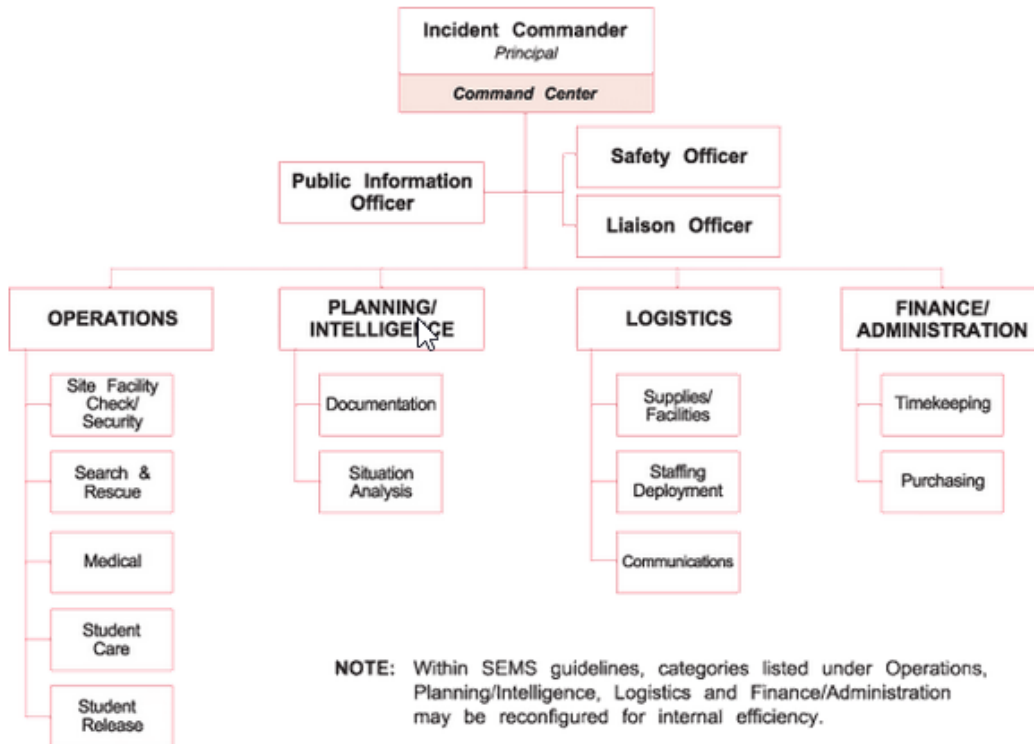 Incident Commander
Principal
Command Center
Public Information
Officer
Safety Officer
Liaison Officer
OPERATIONS
Site Facility
Check/
Security
Search &
Rescue
Medical
Student
Care
Student
Release
PLANNING/
INTELLIGENCE
Documentation
Situation
Analysis
LOGISTICS
Supplies/
Facilities
Staffing
Deployment
Communications
FINANCE/
ADMINISTRATION
Timekeeping
Purchasing
NOTE: Within SEMS guidelines, categories listed under Operations,
Planning/Intelligence, Logistics and Finance/Administration
may be reconfigured for internal efficiency.